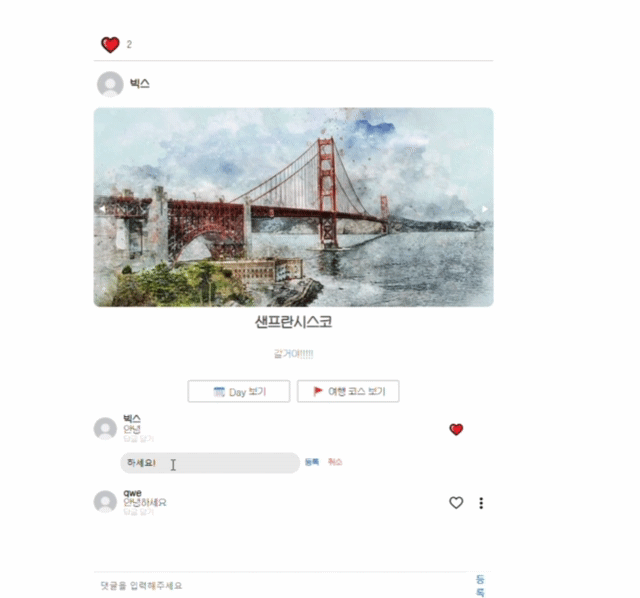 2
빅스
샌프란시스코
갈거야!!!!!
Day 보기
여행 코스 보기
빅스
안녕
답글 달기
하세요!
등록 취소
qwe
안녕하세요
답글 달기
댓글을 입력해주세요
등
록